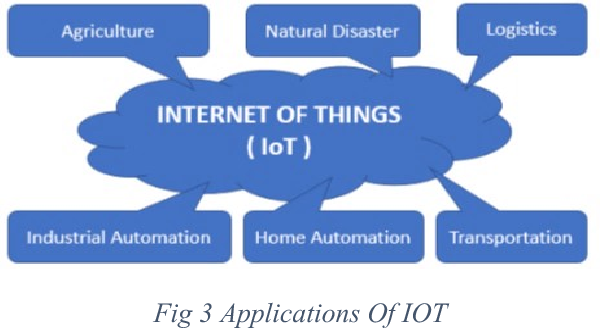 Agriculture
Natural Disaster
Logistics
INTERNET OF THINGS
( IoT )
Industrial Automation
Home Automation
Transportation
Fig 3 Applications Of IOT